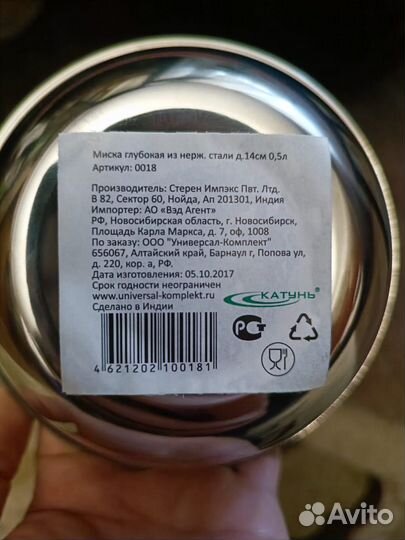 Миска глубокая из нерж. стали д.14см 0,5л
Артикул: 0018
Производитель: Стерен Импэкс Пвт. Лтд.
В 82, Сектор 60, Нойда, Ап 201301, Индия
Импортер: АО «Вэд Агент»
РФ, Новосибирская область, г. Новосибирск,
Площадь Карла Маркса, д. 7, оф, 1008
По заказу: ООО "Универсал-Комплект"
656067, Алтайский край, Барнаул г, Попова ул,
д. 220, кор. а, РФ.
Дата изготовления: 05.10.2017
Срок годности неограничен
www.universal-komplekt.ru
Сделано в Индии
КАТУНЬ
РСТ
4 621202 100181
Avito